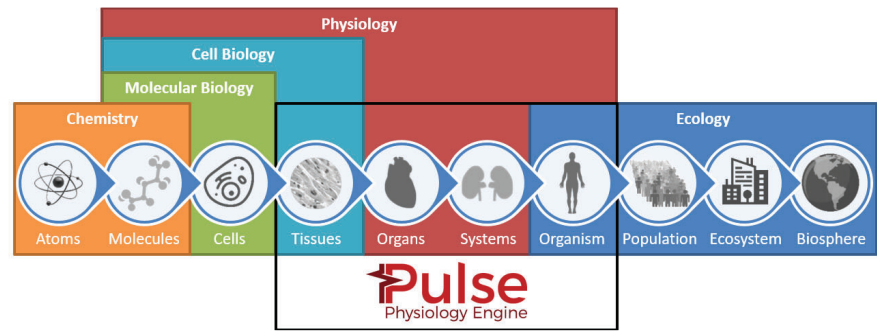 Physiology
Cell Biology
Molecular Biology
Chemistry
Ecology
Atoms
Molecules
Cells
Tissues
Organs
Systems
Organism
Population
Ecosystem
Biosphere
Pulse
Physiology Engine